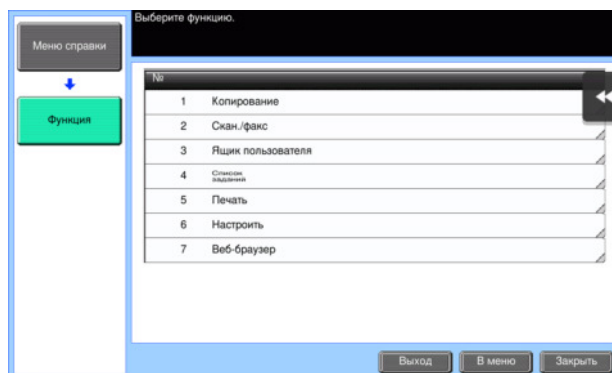 Выберите функцию.
Меню справки
Функция
№
1 Копирование
2 Скан./факс
3 Ящик пользователя
4 Список
заданий
5 Печать
6 Настроить
7 Веб-браузер
Выход В меню Закрыть